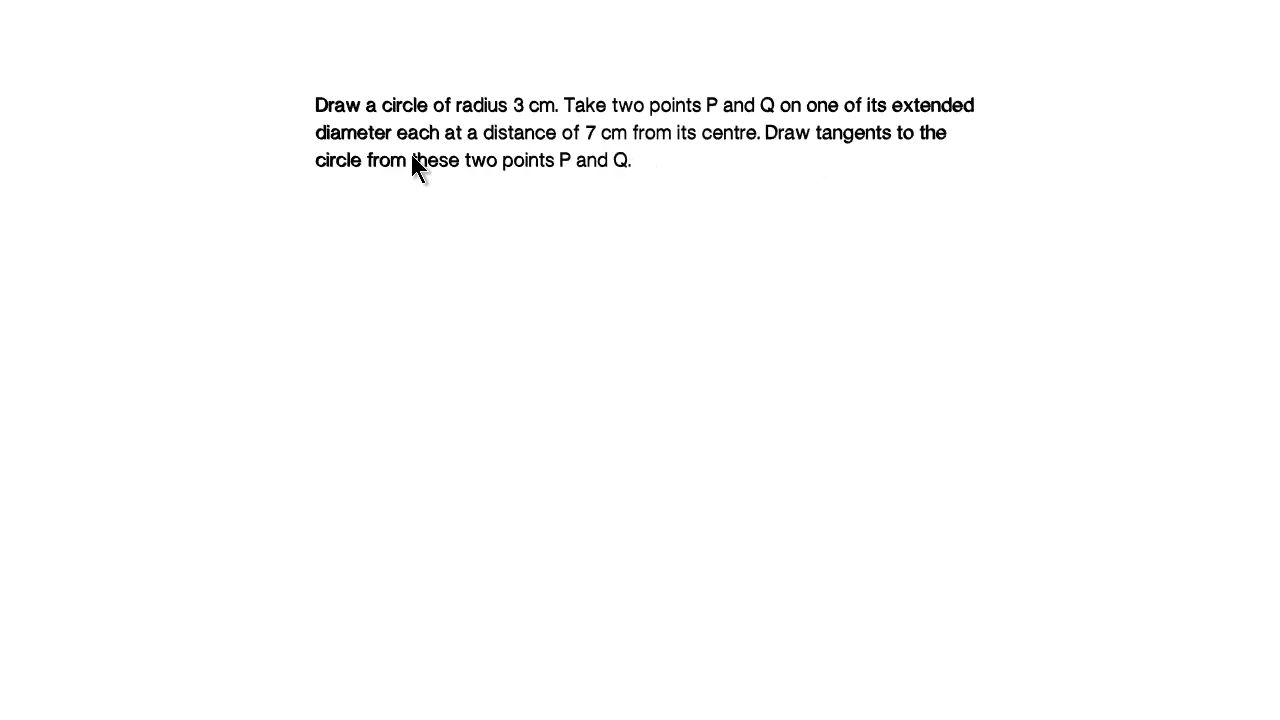 Draw a circle of radius 3 cm. Take two points P and Q on one of its extended
diameter each at a distance of 7 cm from its centre. Draw tangents to the
circle from these two points P and Q.